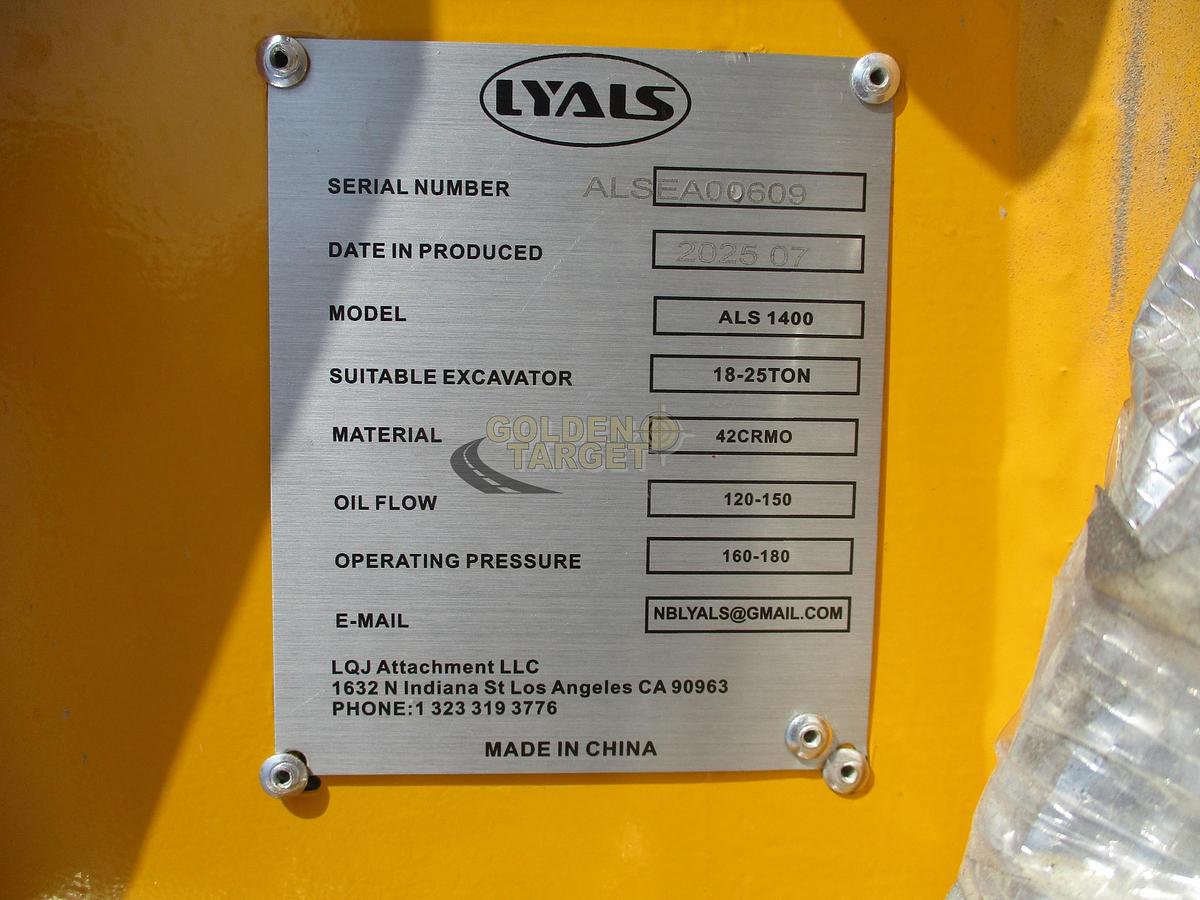 LYALS
SERIAL NUMBER ALSEA00609
DATE IN PRODUCED 2025 07
MODEL ALS 1400
SUITABLE EXCAVATOR 18-25TON
MATERIAL 42CRMO
GOLDEN
TARGET
OIL FLOW 120-150
OPERATING PRESSURE 160-180
E-MAIL NBLYALS@GMAIL.COM
LQJ Attachment LLC
1632 N Indiana St Los Angeles CA 90963
PHONE:1 323 319 3776
MADE IN CHINA